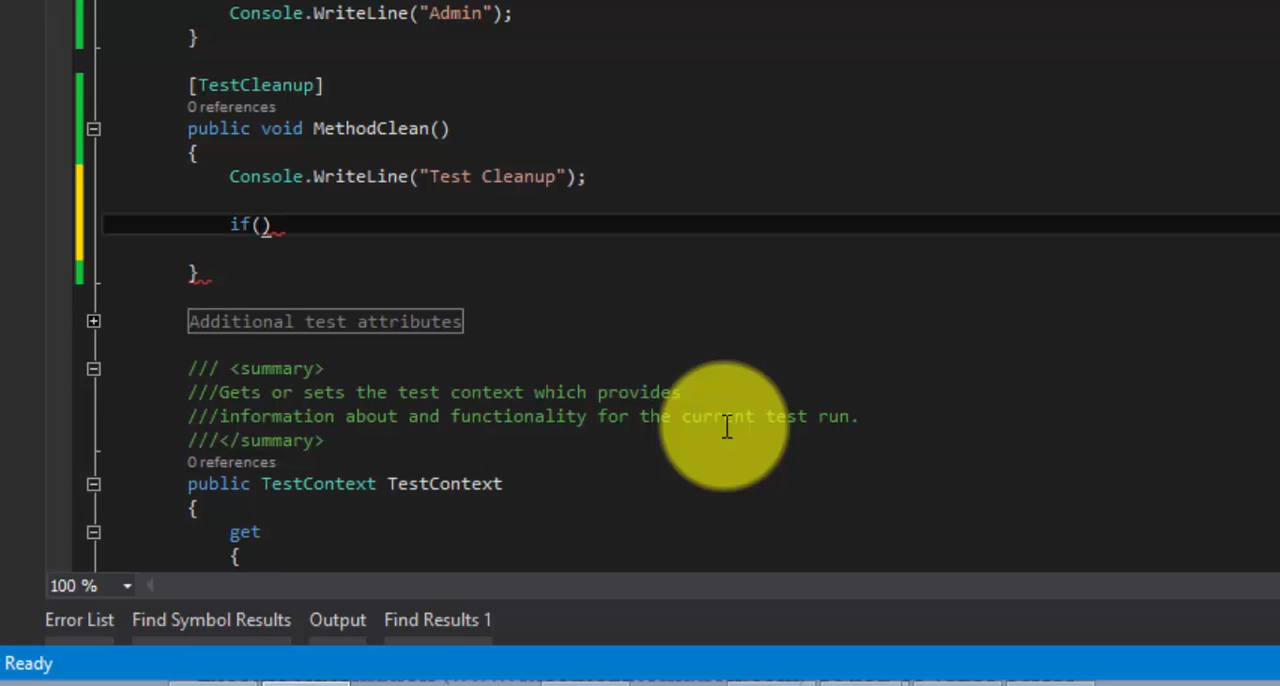 Console.WriteLine("Admin");
}
[TestCleanup]
0 references
public void MethodClean()
{
Console.WriteLine("Test Cleanup");
if()
}
Additional test attributes
/// <summary>
///Gets or sets the test context which provides
///information about and functionality for the current test run.
///</summary>
0 references
public TestContext TestContext
{
get
{
100 %
Error List Find Symbol Results Output Find Results 1
Ready